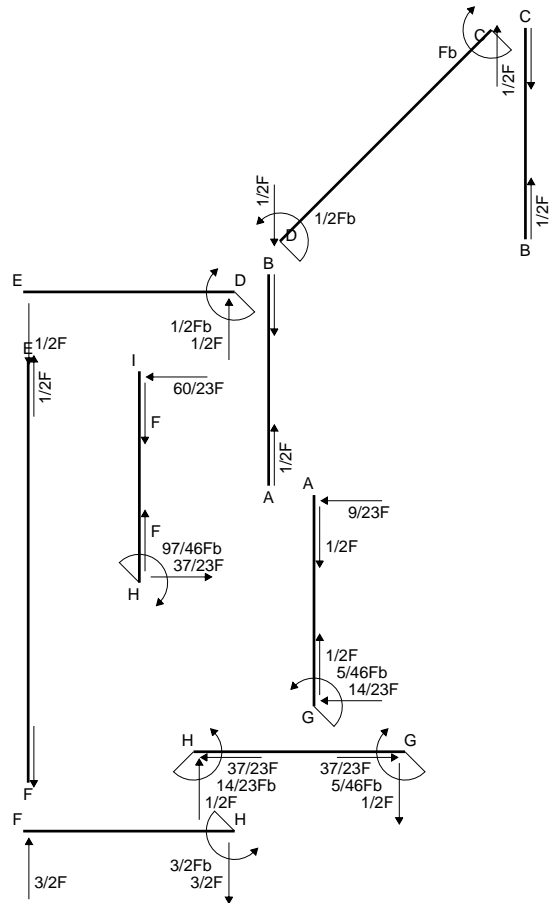 C
C
Fb
1/2F
1/2F
B
1/2F
D
1/2Fb
B
E
D
1/2Fb
1/2F
1/2F
E
1/2F
I
60/23F
F
1/2F
A
A
9/23F
1/2F
F
97/46Fb
37/23F
H
1/2F
5/46Fb
14/23F
G
H
G
37/23F
14/23Fb
1/2F
37/23F
5/46Fb
1/2F
F
F
H
3/2Fb
3/2F
3/2F